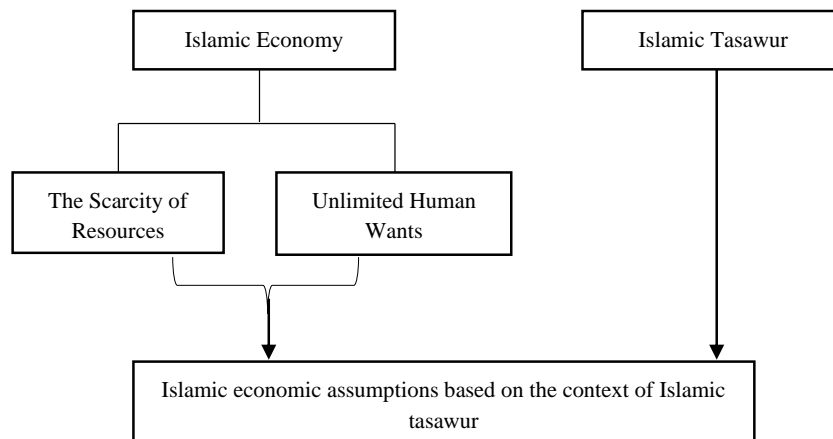 Islamic Economy
Islamic Tasawur
The Scarcity of
Resources
Unlimited Human
Wants
Islamic economic assumptions based on the context of Islamic
tasawur